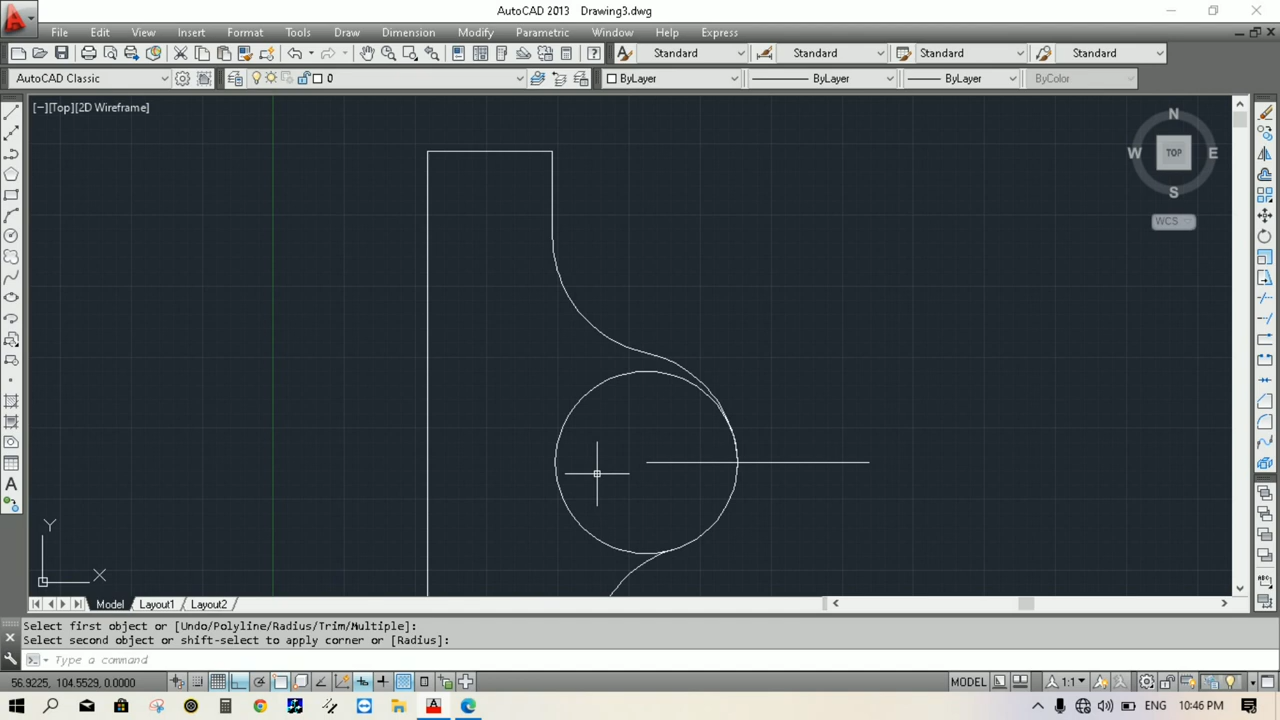 AutoCAD 2013 Drawing3.dwg
File Edit View Insert Format Tools Draw Dimension Modify Parametric Window Help Express
Standard Standard Standard Standard
AutoCAD Classic 0 ByLayer ByLayer ByLayer ByColor
[−][Top][2D Wireframe]
N
W TOP E
S
WCS
Y
X
Model Layout1 Layout2
Select first object or [Undo/Polyline/Radius/Trim/Multiple]:
Select second object or shift-select to apply corner or [Radius]:
Type a command
56.9225, 104.5529, 0.0000 MODEL 1:1
10:46 PM